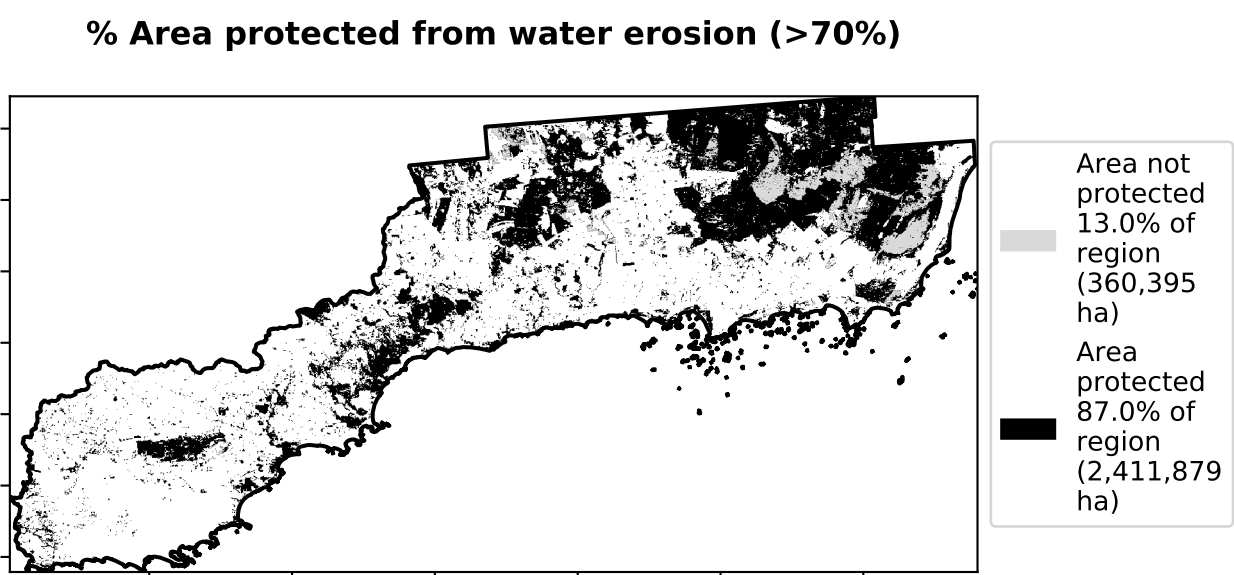 % Area protected from water erosion (>70%)
Area not
protected
13.0% of
region
(360,395
ha)
Area
protected
87.0% of
region
(2,411,879
ha)